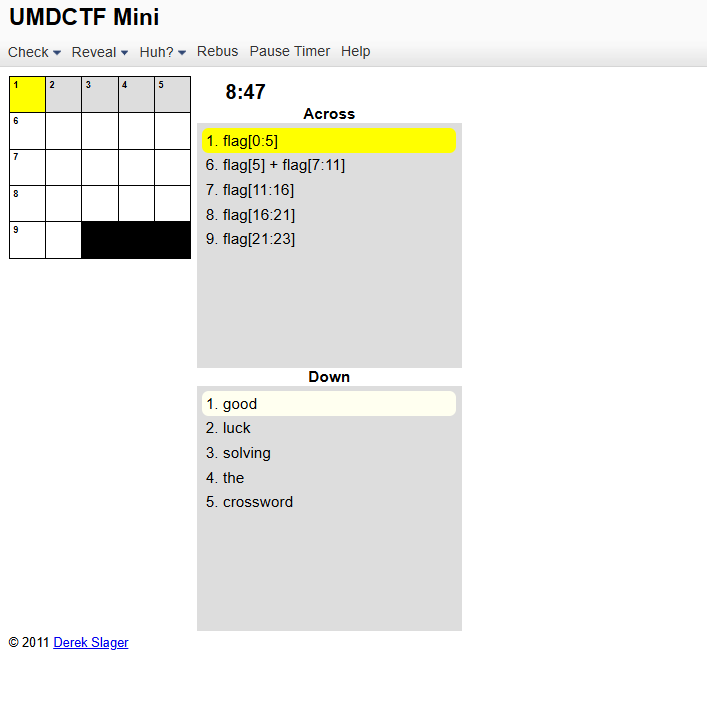 UMDCTF Mini
Check Reveal Huh? Rebus Pause Timer Help
1 2 3 4 5
6
7
8
9
8:47
Across
1. flag[0:5]
6. flag[5] + flag[7:11]
7. flag[11:16]
8. flag[16:21]
9. flag[21:23]
Down
1. good
2. luck
3. solving
4. the
5. crossword
© 2011 Derek Slager